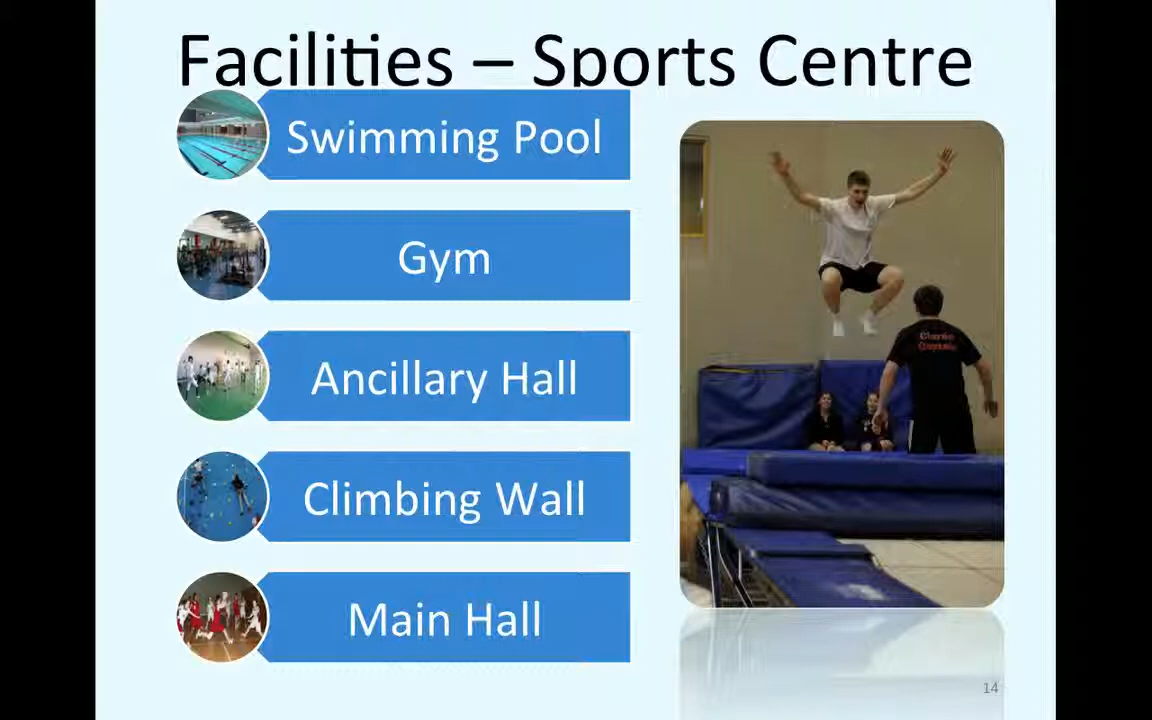 Facilities – Sports Centre
Swimming Pool
Gym
Ancillary Hall
Climbing Wall
Main Hall
14